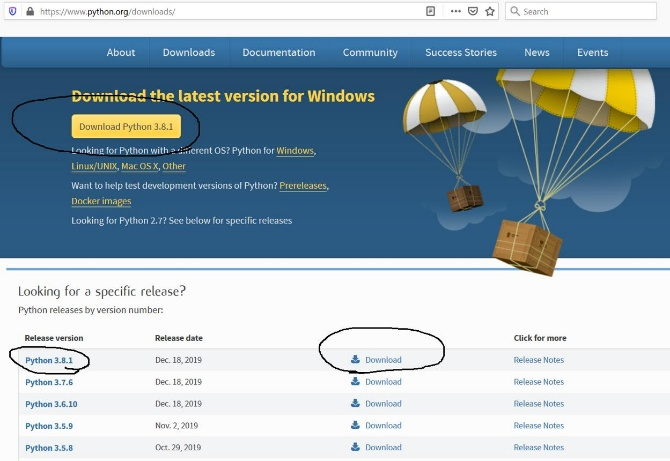 https://www.python.org/downloads/
Search
About Downloads Documentation Community Success Stories News Events
Download the latest version for Windows
Download Python 3.8.1
Looking for Python with a different OS? Python for Windows,
Linux/UNIX, Mac OS X, Other
Want to help test development versions of Python? Prereleases,
Docker images
Looking for Python 2.7? See below for specific releases
Looking for a specific release?
Python releases by version number:
Release version Release date Click for more
Python 3.8.1 Dec. 18, 2019 Download Release Notes
Python 3.7.6 Dec. 18, 2019 Download Release Notes
Python 3.6.10 Dec. 18, 2019 Download Release Notes
Python 3.5.9 Nov. 2, 2019 Download Release Notes
Python 3.5.8 Oct. 29, 2019 Download Release Notes